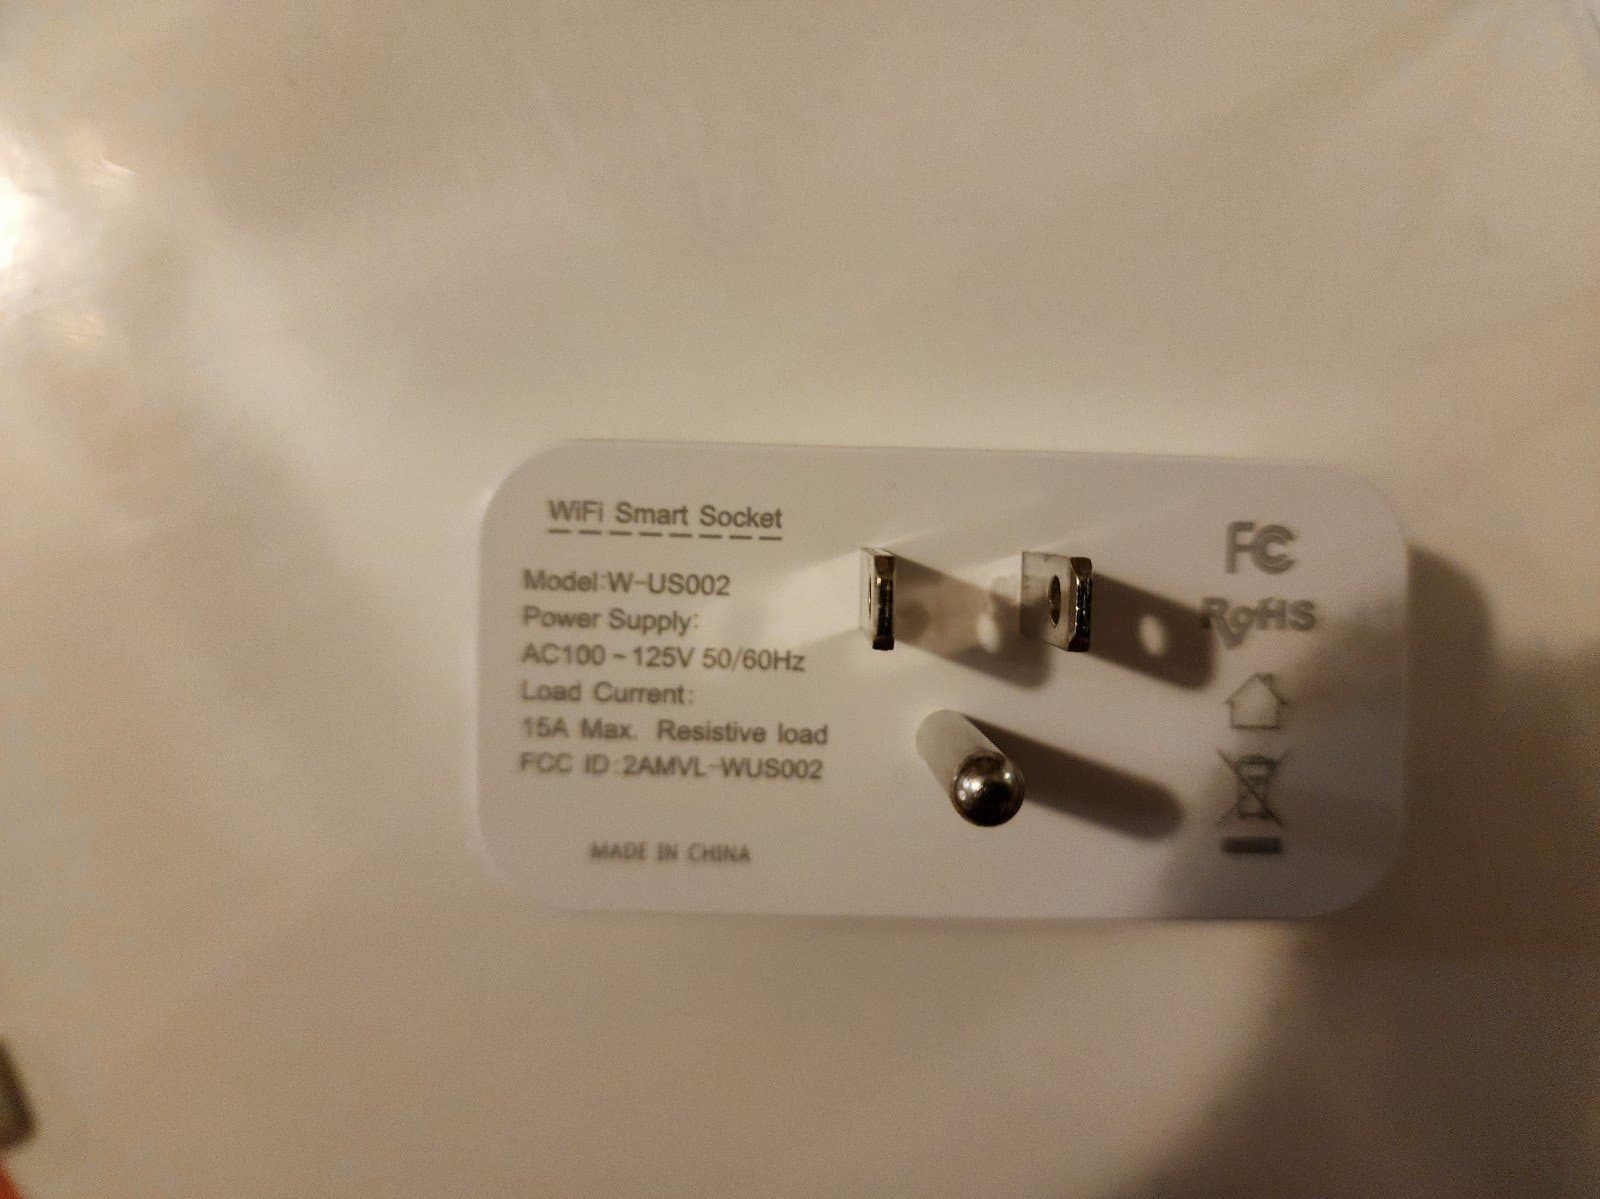 WiFi Smart Socket
Model:W-US002
Power Supply:
AC100~125V 50/60Hz
Load Current:
15A Max. Resistive load
FCC ID:2AMVL-WUS002
MADE IN CHINA
FC
RoHS